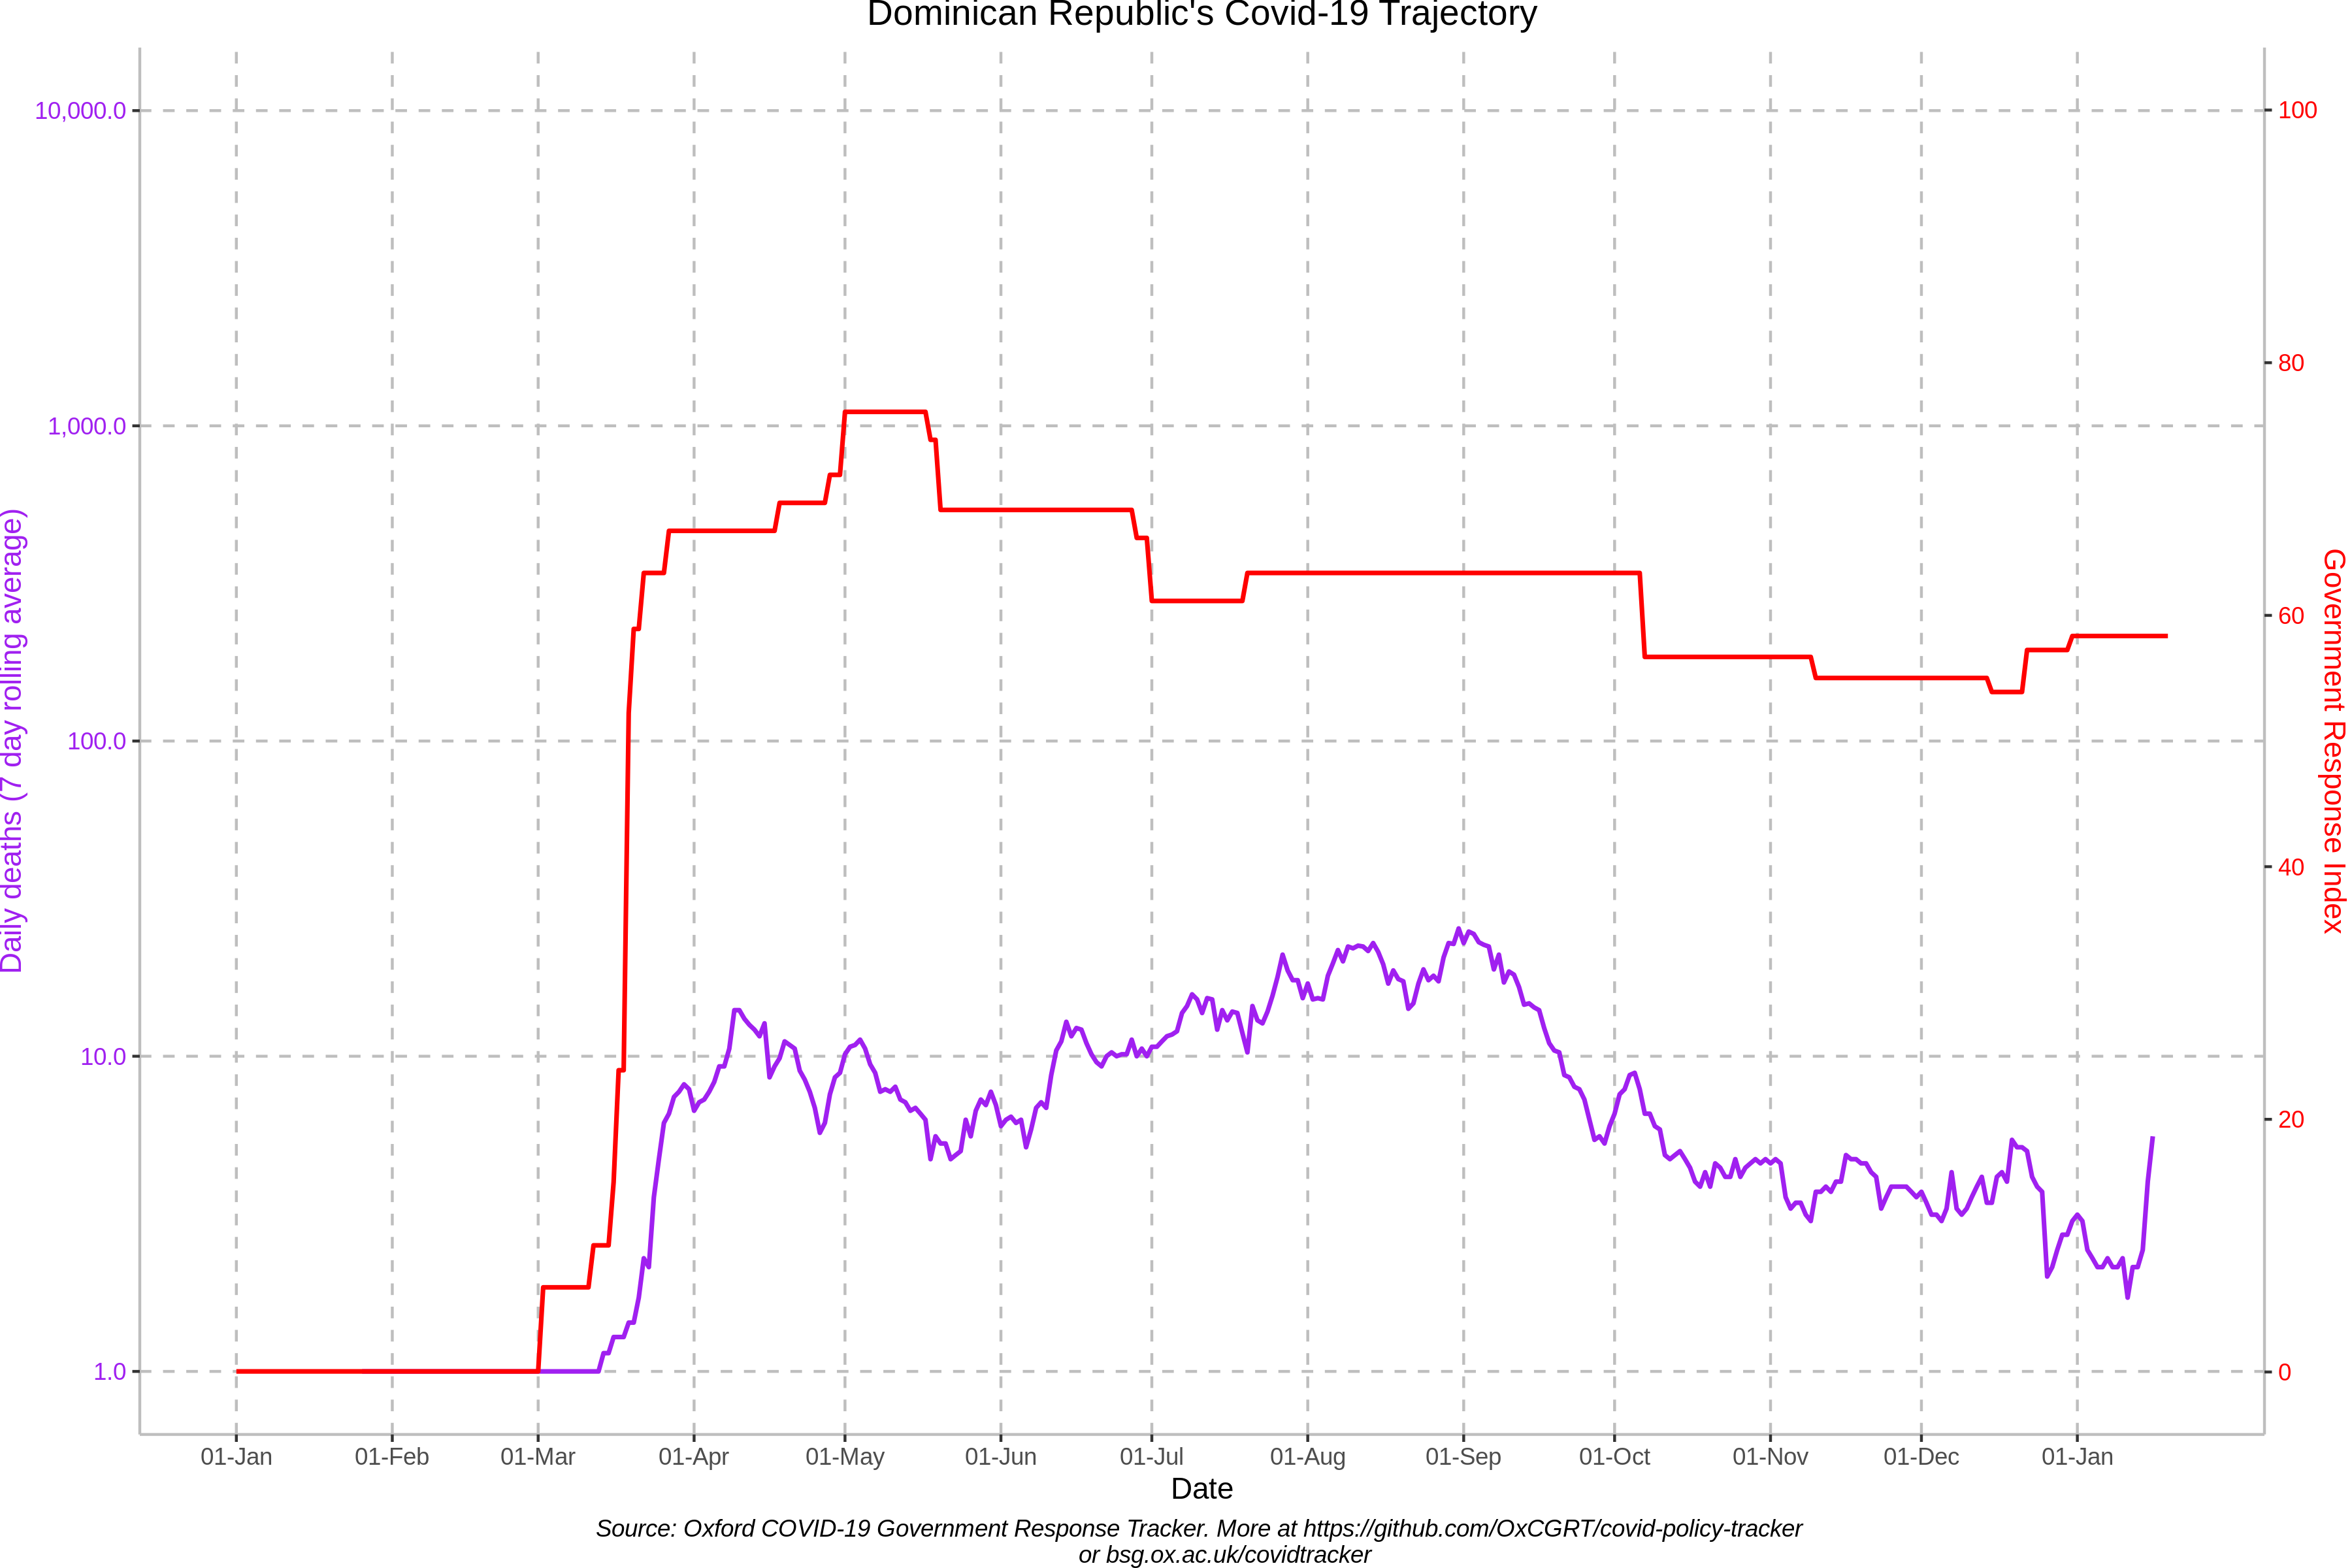 Dominican Republic's Covid-19 Trajectory
10,000.0
1,000.0
100.0
10.0
1.0
Daily deaths (7 day rolling average)
100
80
60
40
20
0
Government Response Index
01-Jan 01-Feb 01-Mar 01-Apr 01-May 01-Jun 01-Jul 01-Aug 01-Sep 01-Oct 01-Nov 01-Dec 01-Jan
Date
Source: Oxford COVID-19 Government Response Tracker. More at https://github.com/OxCGRT/covid-policy-tracker
or bsg.ox.ac.uk/covidtracker